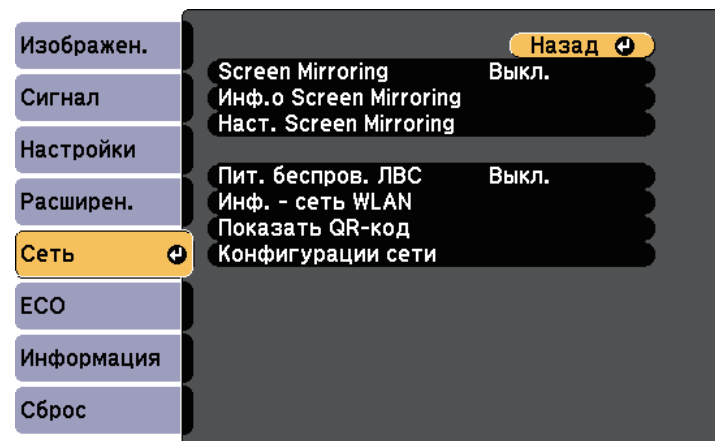 Изображен.
Сигнал
Настройки
Расширен.
Сеть
ECO
Информация
Сброс
Назад
Screen Mirroring Выкл.
Инф.о Screen Mirroring
Наст. Screen Mirroring
Пит. беспров. ЛВС Выкл.
Инф. - сеть WLAN
Показать QR-код
Конфигурации сети